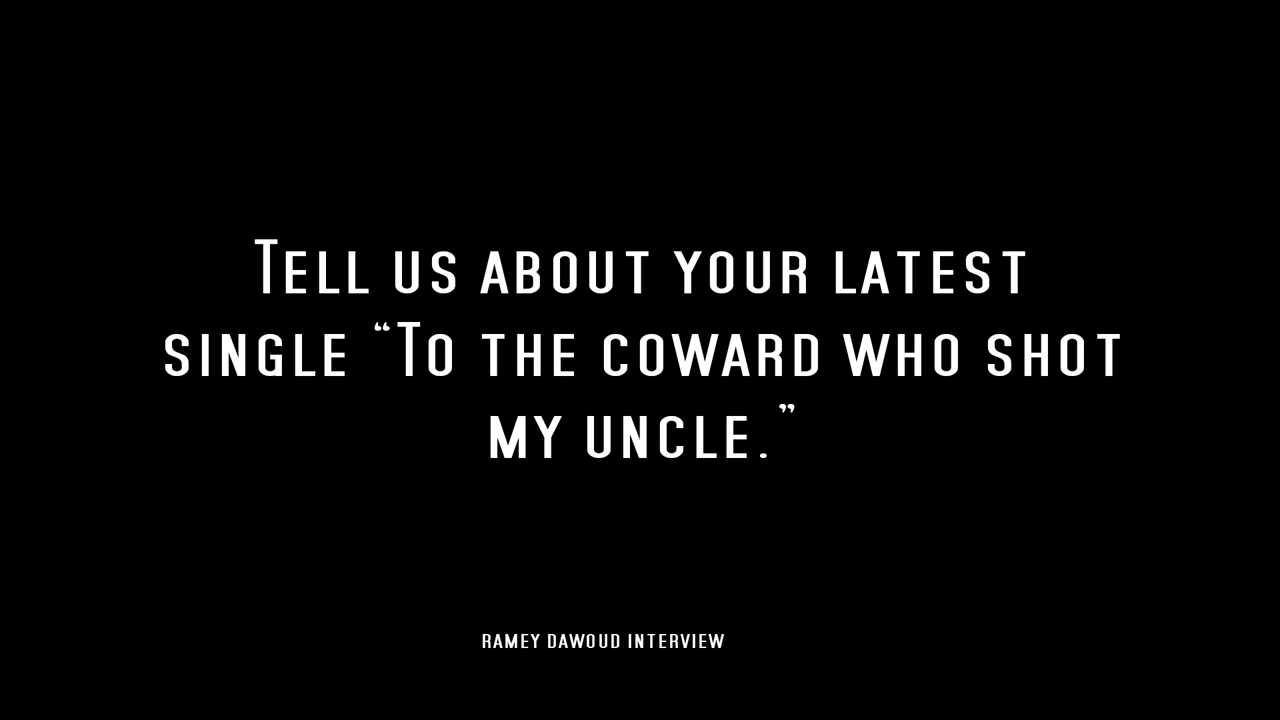 Tell us about your latest
single “To the coward who shot
my uncle.”
Ramey Dawoud Interview